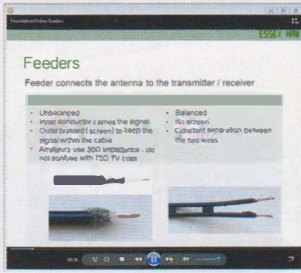 FoundationOnline Feeders
ESSEX HAM
Feeders
Feeder connects the antenna to the transmitter / receiver
• Unbalanced
• Inner conductor carries the signal
• Outer braided (screen) to keep the
signal within the cable
• Amateurs use 50Ω impedance - do
not confuse with 75Ω TV coax
• Balanced
• No screen
• Constant separation between
the two wires